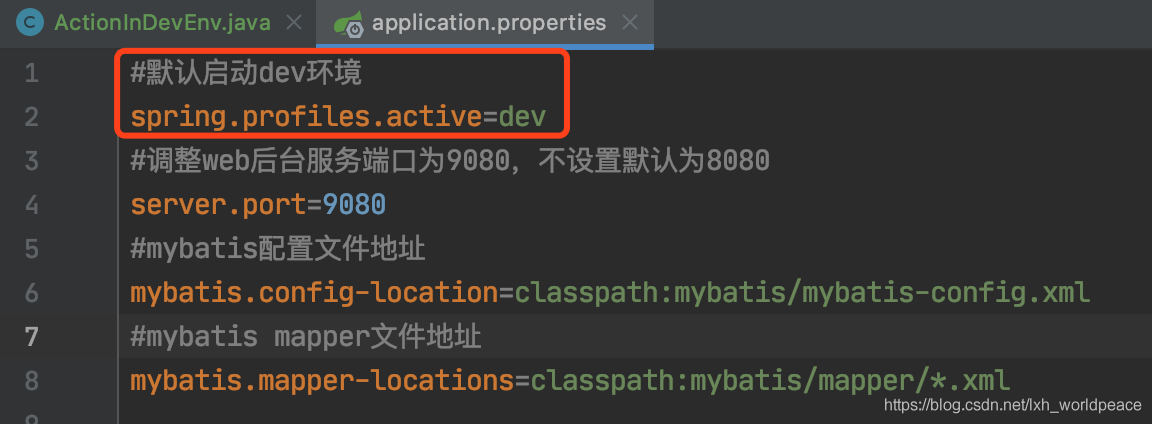 ActionInDevEnv.java application.properties
1 #默认启动dev环境
2 spring.profiles.active=dev
3 #调整web后台服务端口为9080，不设置默认为8080
4 server.port=9080
5 #mybatis配置文件地址
6 mybatis.config-location=classpath:mybatis/mybatis-config.xml
7 #mybatis mapper文件地址
8 mybatis.mapper-locations=classpath:mybatis/mapper/*.xml
https://blog.csdn.net/lxh_worldpeace